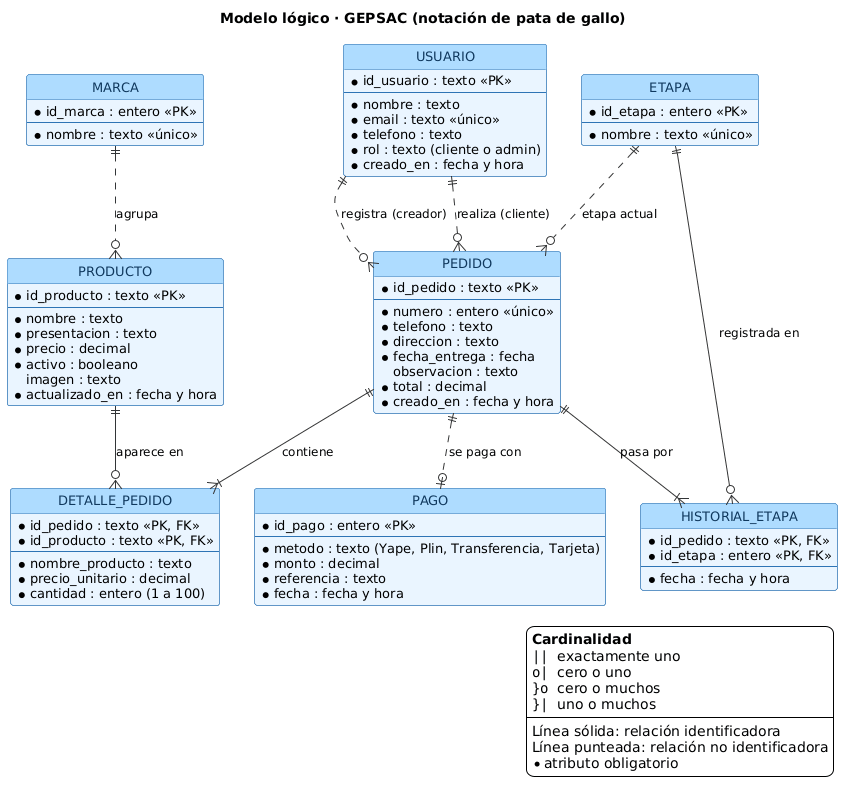 Modelo lógico · GEPSAC (notación de pata de gallo)
USUARIO
id_usuario : texto «PK»
nombre : texto
email : texto «único»
telefono : texto
rol : texto (cliente o admin)
creado_en : fecha y hora
MARCA
id_marca : entero «PK»
nombre : texto «único»
ETAPA
id_etapa : entero «PK»
nombre : texto «único»
agrupa
registra (creador)
realiza (cliente)
etapa actual
PRODUCTO
id_producto : texto «PK»
nombre : texto
presentacion : texto
precio : decimal
activo : booleano
imagen : texto
actualizado_en : fecha y hora
PEDIDO
id_pedido : texto «PK»
numero : entero «único»
telefono : texto
direccion : texto
fecha_entrega : fecha
observacion : texto
total : decimal
creado_en : fecha y hora
registrada en
aparece en
contiene
se paga con
pasa por
DETALLE_PEDIDO
id_pedido : texto «PK, FK»
id_producto : texto «PK, FK»
nombre_producto : texto
precio_unitario : decimal
cantidad : entero (1 a 100)
PAGO
id_pago : entero «PK»
metodo : texto (Yape, Plin, Transferencia, Tarjeta)
monto : decimal
referencia : texto
fecha : fecha y hora
HISTORIAL_ETAPA
id_pedido : texto «PK, FK»
id_etapa : entero «PK, FK»
fecha : fecha y hora
Cardinalidad
|| exactamente uno
o| cero o uno
}o cero o muchos
}| uno o muchos
Línea sólida: relación identificadora
Línea punteada: relación no identificadora
• atributo obligatorio